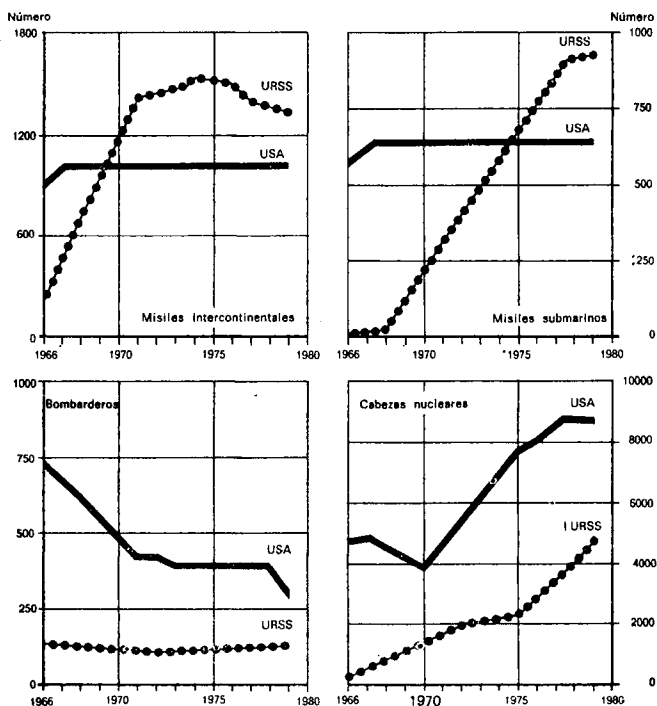 Número
1800
1200
600
0
URSS
USA
Misiles intercontinentales
1966 1970 1975 1980
Número
1000
750
500
250
0
URSS
USA
Misiles submarinos
1966 1970 1975 1980
1000
750
500
250
0
Bombarderos
USA
URSS
1966 1970 1975 1980
10000
8000
6000
4000
2000
0
Cabezas nucleares
USA
URSS
1966 1970 1975 1980